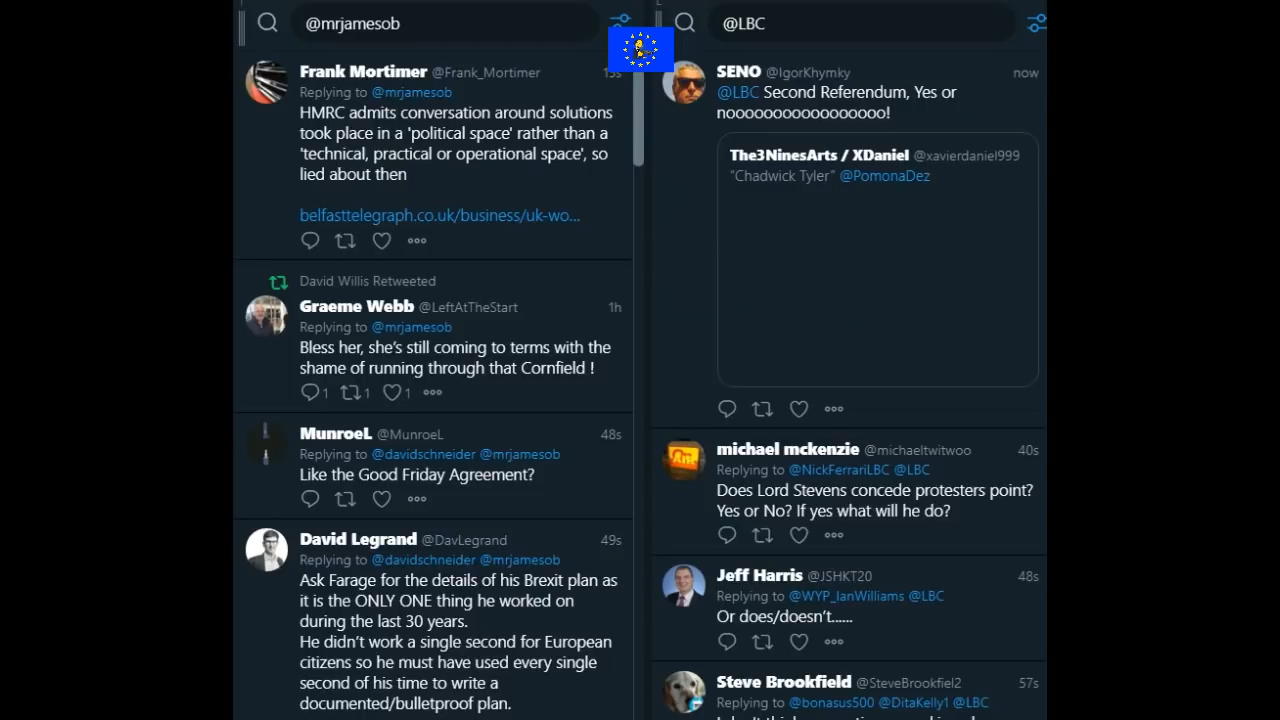 @mrjamesob
Frank Mortimer @Frank_Mortimer
Replying to @mrjamesob
HMRC admits conversation around solutions
took place in a 'political space' rather than a
'technical, practical or operational space', so
lied about then
belfasttelegraph.co.uk/business/uk-wo...
David Willis Retweeted
Graeme Webb @LeftAtTheStart 1h
Replying to @mrjamesob
Bless her, she's still coming to terms with the
shame of running through that Cornfield !
1 1 1
MunroeL @MunroeL 48s
Replying to @davidschneider @mrjamesob
Like the Good Friday Agreement?
David Legrand @DavLegrand 49s
Replying to @davidschneider @mrjamesob
Ask Farage for the details of his Brexit plan as
it is the ONLY ONE thing he worked on
during the last 30 years.
He didn't work a single second for European
citizens so he must have used every single
second of his time to write a
documented/bulletproof plan.
@LBC
SENO @IgorKhymky now
@LBC Second Referendum, Yes or
nooooooooooooooooo!
The3NinesArts / XDaniel @xavierdaniel999
"Chadwick Tyler" @PomonaDez
michael mckenzie @michaeltwitwoo 40s
Replying to @NickFerrariLBC @LBC
Does Lord Stevens concede protesters point?
Yes or No? If yes what will he do?
Jeff Harris @JSHKT20 48s
Replying to @WYP_IanWilliams @LBC
Or does/doesn't......
Steve Brookfield @SteveBrookfiel2 57s
Replying to @bonasus500 @DitaKelly1 @LBC